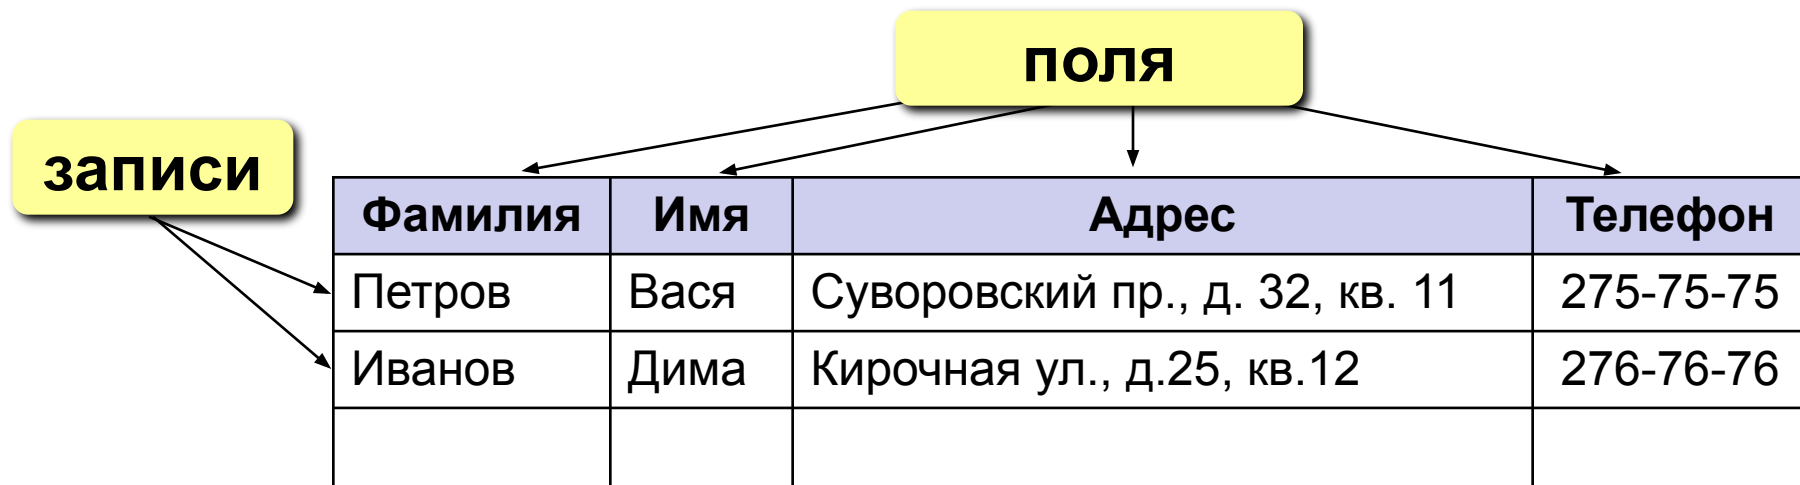 поля
записи
Фамилия Имя Адрес Телефон
Петров Вася Суворовский пр., д. 32, кв. 11 275-75-75
Иванов Дима Кирочная ул., д.25, кв.12 276-76-76